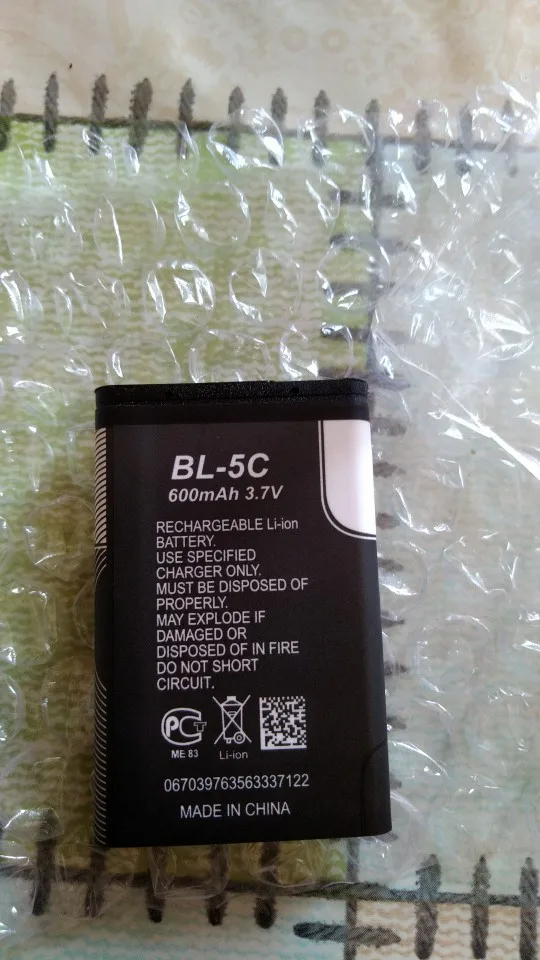 BL-5C
600mAh 3.7V
RECHARGEABLE Li-ion
BATTERY.
USE SPECIFIED
CHARGER ONLY.
MUST BE DISPOSED OF
PROPERLY.
MAY EXPLODE IF
DAMAGED OR
DISPOSED OF IN FIRE
DO NOT SHORT
CIRCUIT.
ME 83
Li-ion
067039763563337122
MADE IN CHINA